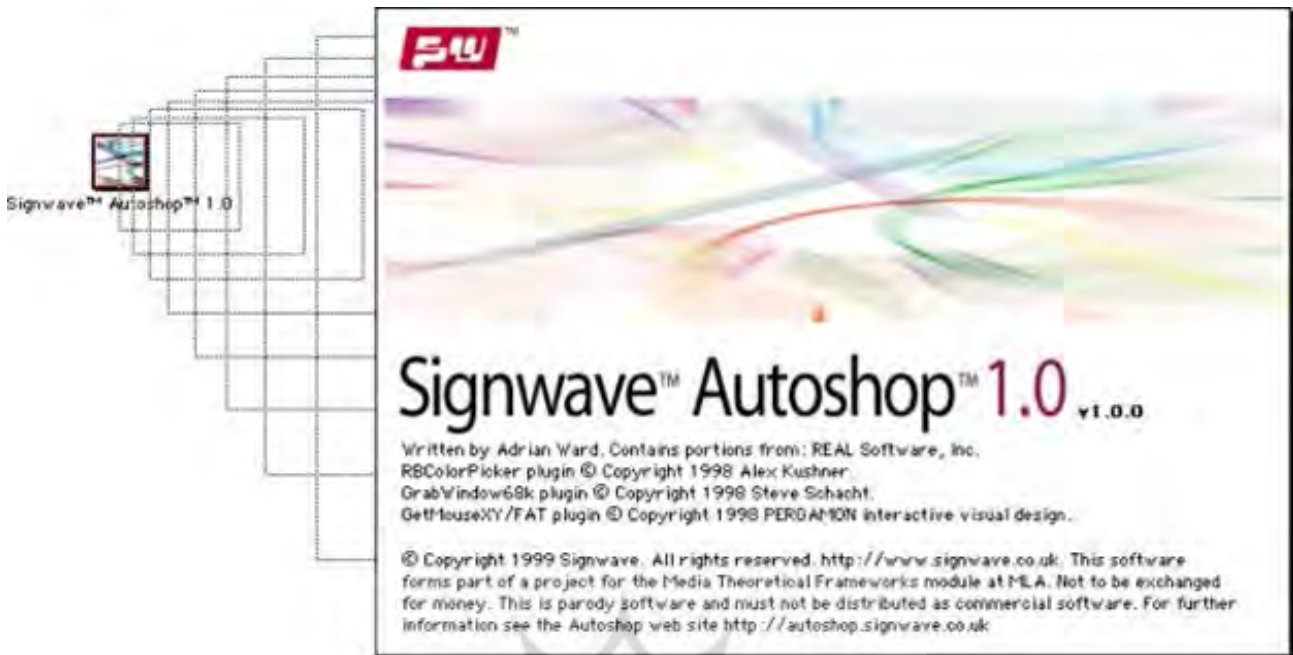 SW™
Signwave™ Autoshop™ 1.0
Signwave™ Autoshop™ 1.0 v1.0.0
Written by Adrian Ward. Contains portions from: REAL Software, Inc.
RBColorPicker plugin © Copyright 1998 Alex Kushner.
GrabWindow68k plugin © Copyright 1998 Steve Schacht.
GetMouseXY/FAT plugin © Copyright 1998 PERGAMON interactive visual design.
© Copyright 1999 Signwave. All rights reserved. http://www.signwave.co.uk. This software
forms part of a project for the Media Theoretical Frameworks module at MLA. Not to be exchanged
for money. This is parody software and must not be distributed as commercial software. For further
information see the Autoshop web site http://autoshop.signwave.co.uk